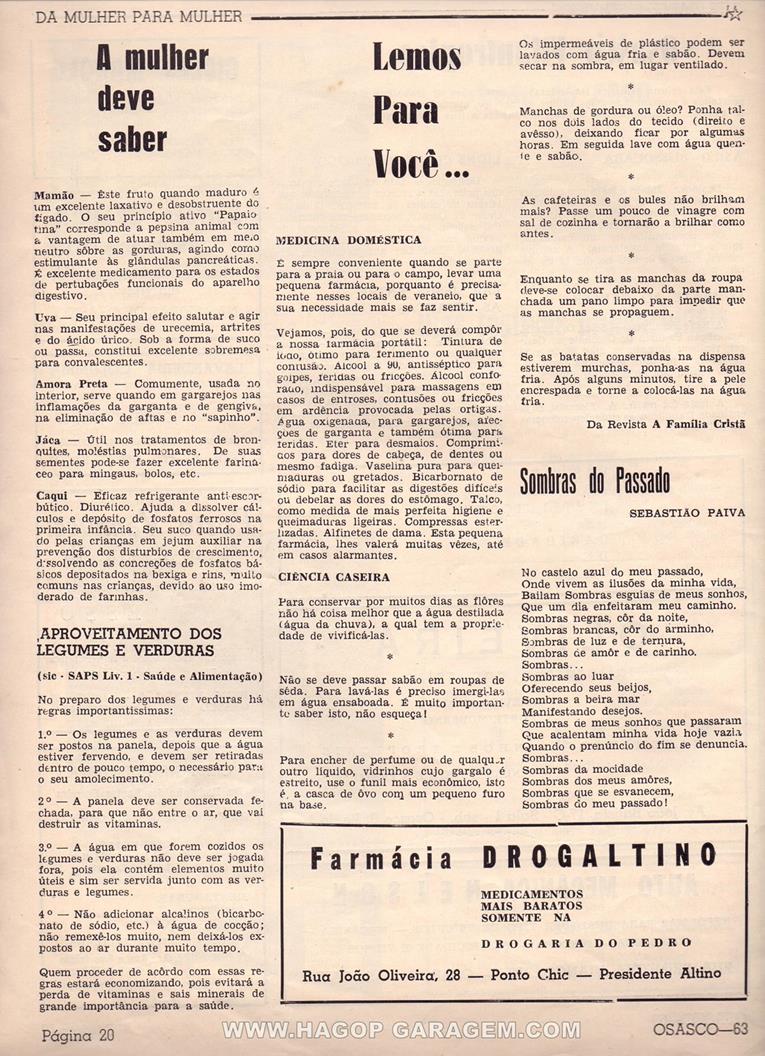 DA MULHER PARA MULHER
A mulher
deve
saber
Mamão — Êste fruto quando maduro é
um excelente laxativo e desobstruente do
fígado. O seu princípio ativo "Papaio
tina" corresponde a pepsina animal com
a vantagem de atuar também em meio
neutro sôbre as gorduras, agindo como
estimulante às glândulas pancreáticas.
É excelente medicamento para os estados
de pertubações funcionais do aparelho
digestivo.
Uva — Seu principal efeito salutar e agir
nas manifestações de urecemia, artrites
e do ácido úrico. Sob a forma de suco
ou passa, constitui excelente sobremesa
para convalescentes.
Amora Preta — Comumente, usada no
interior, serve quando em gargarejos nas
inflamações da garganta e de gengiva,
na eliminação de aftas e no "sapinho".
Jáca — Útil nos tratamentos de bron-
quites, moléstias pulmonares. De suas
sementes pode-se fazer excelente farina-
ceo para mingaus, bolos, etc.
Caqui — Eficaz refrigerante anti-escor-
bútico. Diurético. Ajuda a dissolver cál-
culos e depósito de fosfatos ferrosos na
primeira infância. Seu suco quando usa-
do pelas crianças em jejum auxiliar na
prevenção dos disturbios de crescimento,
dissolvendo as concreções de fosfatos bá-
sicos depositados na bexiga e rins, muito
comuns nas crianças, devido ao uso imo-
derado de farinhas.
APROVEITAMENTO DOS
LEGUMES E VERDURAS
(sic - SAPS Liv. 1 - Saúde e Alimentação)
No preparo dos legumes e verduras há
regras importantíssimas:
1.º — Os legumes e as verduras devem
ser postos na panela, depois que a água
estiver fervendo, e devem ser retiradas
dentro de pouco tempo, o necessário para
o seu amolecimento.
2º — A panela deve ser conservada fe-
chada, para que não entre o ar, que vai
destruir as vitaminas.
3.º — A água em que forem cozidos os
legumes e verduras não deve ser jogada
fora, pois ela contém elementos muito
úteis e sim ser servida junto com as ver-
duras e legumes.
4º — Não adicionar alcalinos (bicarbo-
nato de sódio, etc.) à água de cocção;
não remexê-los muito, nem deixá-los ex-
postos ao ar durante muito tempo.
Quem proceder de acôrdo com essas re-
gras estará economizando, pois evitará a
perda de vitaminas e sais minerais de
grande importância para a saúde.
Lemos
Para
Você...
MEDICINA DOMÉSTICA
É sempre conveniente quando se parte
para a praia ou para o campo, levar uma
pequena farmácia, porquanto é precisa-
mente nesses locais de veraneio, que a
sua necessidade mais se faz sentir.
Vejamos, pois, do que se deverá compôr
a nossa farmácia portátil: Tintura de
iodo, ótimo para ferimento ou qualquer
contusão. Alcool a 90, antisséptico para
golpes, feridas ou fricções. Álcool confo-
rado, indispensável para massagens em
casos de entroses, contusões ou fricções
em ardência provocada pelas ortigas.
Água oxigenada, para gargarejos, afec-
ções de garganta e também ótima para
feridas. Eter para desmaios. Comprimi-
dos para dores de cabeça, de dentes ou
mesmo fadiga. Vaselina pura para quei-
maduras ou gretados. Bicarbornato de
sódio para facilitar as digestões difíceis
ou debelar as dores do estômago. Talco,
como medida de mais perfeita higiene e
queimaduras ligeiras. Compressas ester-
lizadas. Alfinetes de dama. Esta pequena
farmácia, lhes valerá muitas vêzes, até
em casos alarmantes.
CIÊNCIA CASEIRA
Para conservar por muitos dias as flôres
não há coisa melhor que a água destilada
(água da chuva), a qual tem a proprie-
dade de vivificá-las.
*
Não se deve passar sabão em roupas de
sêda. Para lavá-las é preciso imergi-las
em água ensaboada. É muito importan-
te saber isto, não esqueça!
*
Para encher de perfume ou de qualquer
outro líquido, vidrinhos cujo gargalo é
estreito, use o funil mais econômico, isto
é, a casca de ôvo com um pequeno furo
na base.
Os impermeáveis de plástico podem ser
lavados com água fria e sabão. Devem
secar na sombra, em lugar ventilado.
*
Manchas de gordura ou óleo? Ponha tal-
co nos dois lados do tecido (direito e
avêsso), deixando ficar por algumas
horas. Em seguida lave com água quen-
te e sabão.
*
As cafeteiras e os bules não brilham
mais? Passe um pouco de vinagre com
sal de cozinha e tornarão a brilhar como
antes.
*
Enquanto se tira as manchas da roupa
deve-se colocar debaixo da parte man-
chada um pano limpo para impedir que
as manchas se propaguem.
*
Se as batatas conservadas na dispensa
estiverem murchas, ponha-as na água
fria. Após alguns minutos, tire a pele
encrespada e torne a colocá-las na água
fria.
Da Revista A Família Cristã
Sombras do Passado
SEBASTIÃO PAIVA
No castelo azul do meu passado,
Onde vivem as ilusões da minha vida,
Bailam Sombras esguias de meus sonhos,
Que um dia enfeitaram meu caminho.
Sombras negras, côr da noite,
Sombras brancas, côr do arminho,
Sombras de luz e de ternura,
Sombras de amôr e de carinho.
Sombras...
Sombras ao luar
Oferecendo seus beijos,
Sombras a beira mar
Manifestando desejos.
Sombras de meus sonhos que passaram
Que acalentam minha vida hoje vazia
Quando o prenúncio do fim se denuncia.
Sombras...
Sombras da mocidade
Sombras dos meus amôres,
Sombras que se esvanecem,
Sombras do meu passado!
Farmácia DROGALTINO
MEDICAMENTOS
MAIS BARATOS
SOMENTE NA
DROGARIA DO PEDRO
Rua João Oliveira, 28 — Ponto Chic — Presidente Altino
Página 20
WWW.HAGOP GARAGEM.COM
OSASCO—63